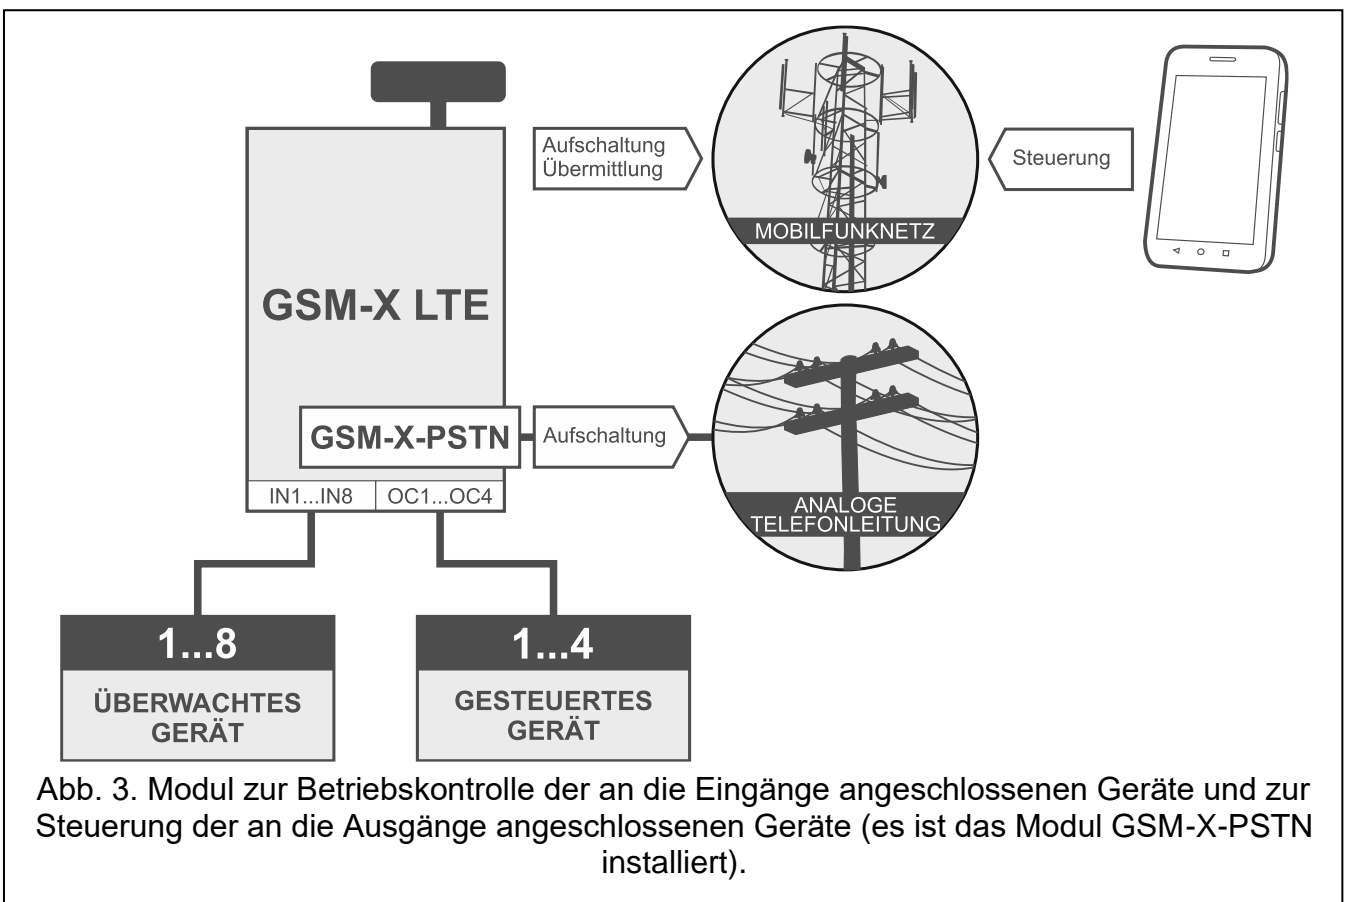 Aufschaltung
Übermittlung
Steuerung
MOBILFUNKNETZ
GSM-X LTE
GSM-X-PSTN
Aufschaltung
ANALOGE
TELEFONLEITUNG
IN1...IN8
OC1...OC4
1...8
ÜBERWACHTES
GERÄT
1...4
GESTEUERTES
GERÄT
Abb. 3. Modul zur Betriebskontrolle der an die Eingänge angeschlossenen Geräte und zur
Steuerung der an die Ausgänge angeschlossenen Geräte (es ist das Modul GSM-X-PSTN
installiert).